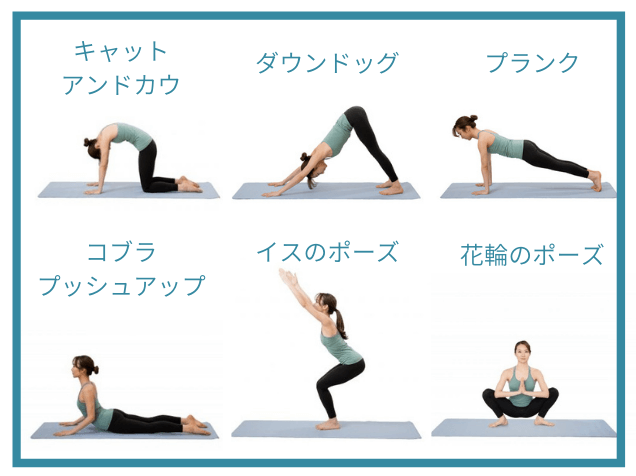 キャット
アンドカウ
ダウンドッグ
プランク
コブラ
プッシュアップ
イスのポーズ
花輪のポーズ